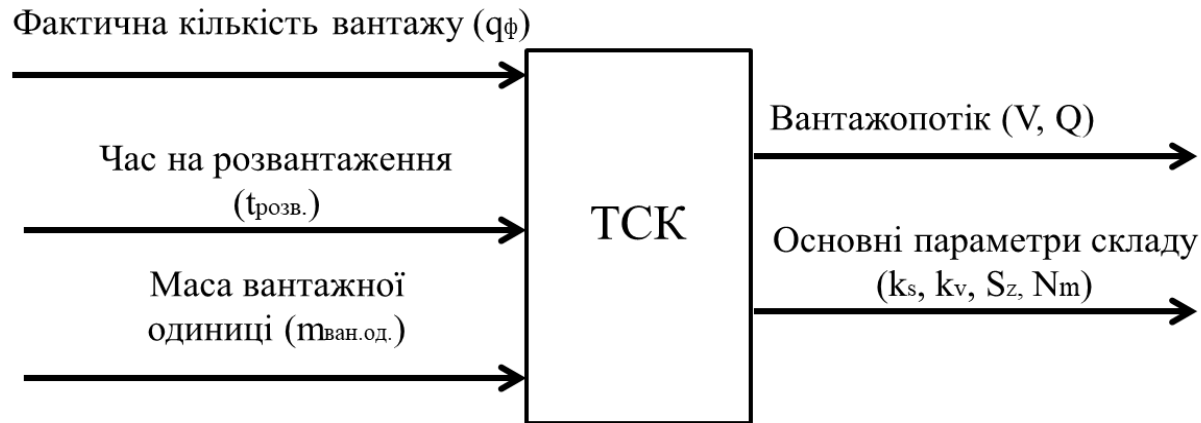 Фактична кількість вантажу (qф)
Час на розвантаження
(tрозв.)
Маса вантажної
одиниці (mван.од.)
ТСК
Вантажопотік (V, Q)
Основні параметри складу
(ks, kv, Sz, Nm)